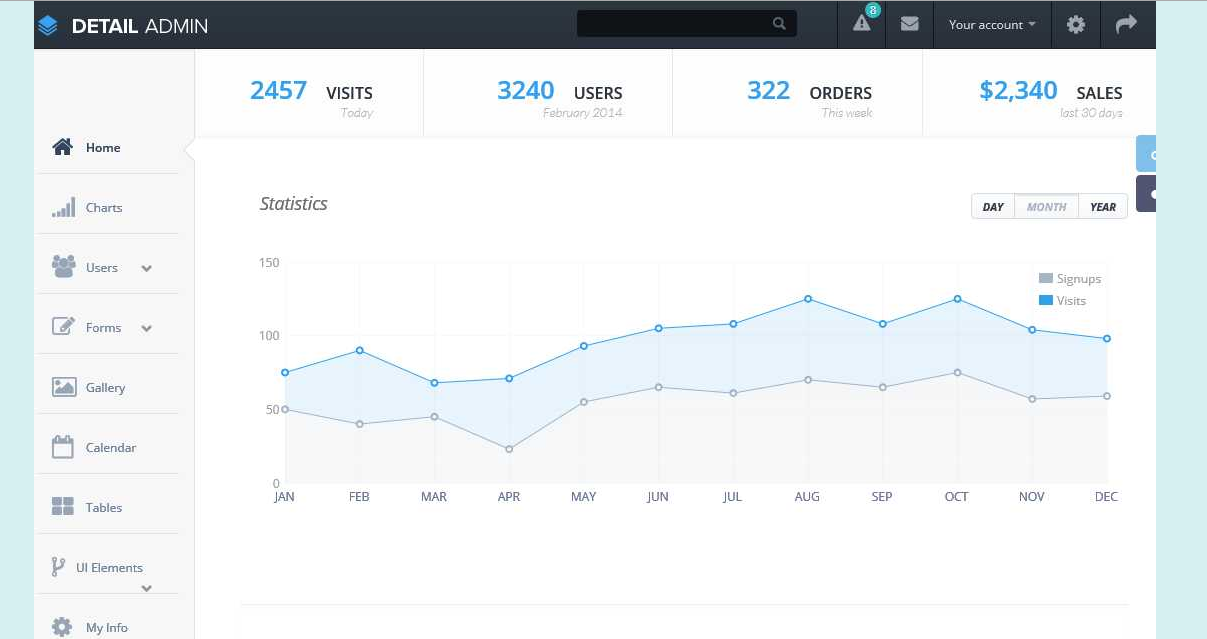 DETAIL ADMIN
8
Your account
2457 VISITS
Today
3240 USERS
February 2014
322 ORDERS
This week
$2,340 SALES
last 30 days
Home
Charts
Users
Forms
Gallery
Calendar
Tables
UI Elements
My Info
Statistics
DAY MONTH YEAR
Signups
Visits
150
100
50
0
JAN FEB MAR APR MAY JUN JUL AUG SEP OCT NOV DEC